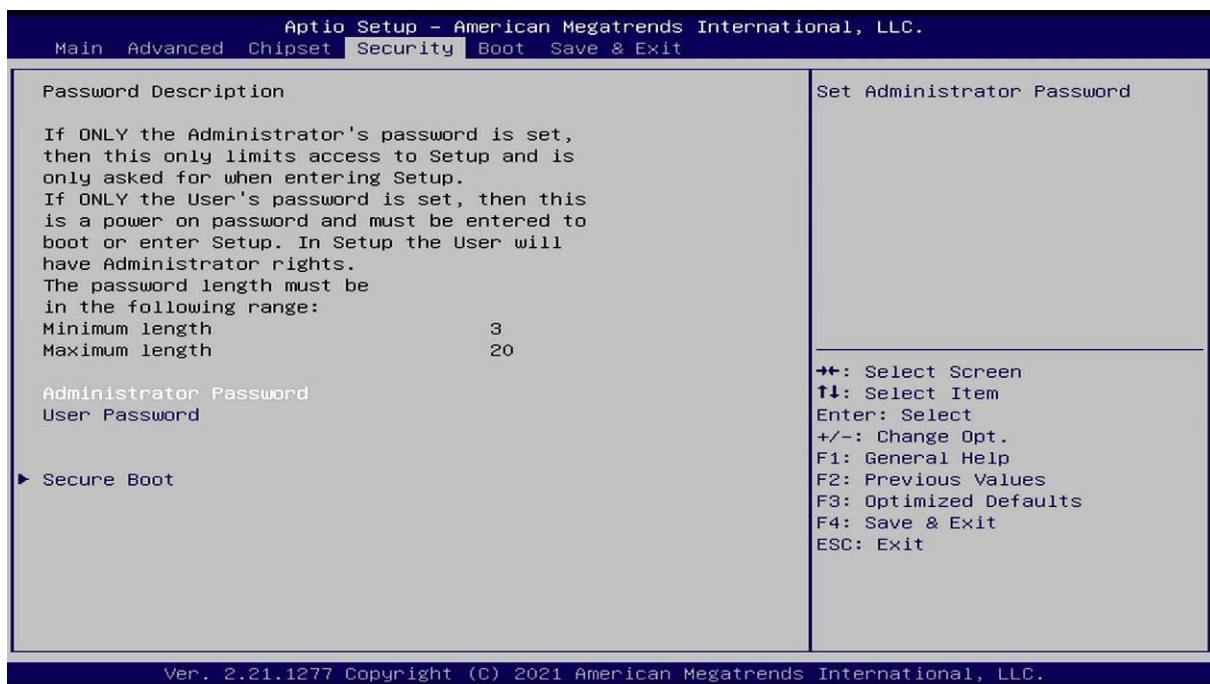 Aptio Setup – American Megatrends International, LLC.
Main Advanced Chipset Security Boot Save & Exit
Password Description
If ONLY the Administrator's password is set,
then this only limits access to Setup and is
only asked for when entering Setup.
If ONLY the User's password is set, then this
is a power on password and must be entered to
boot or enter Setup. In Setup the User will
have Administrator rights.
The password length must be
in the following range:
Minimum length 3
Maximum length 20
Administrator Password
User Password
▶ Secure Boot
Set Administrator Password
→←: Select Screen
↑↓: Select Item
Enter: Select
+/-: Change Opt.
F1: General Help
F2: Previous Values
F3: Optimized Defaults
F4: Save & Exit
ESC: Exit
Ver. 2.21.1277 Copyright (C) 2021 American Megatrends International, LLC.